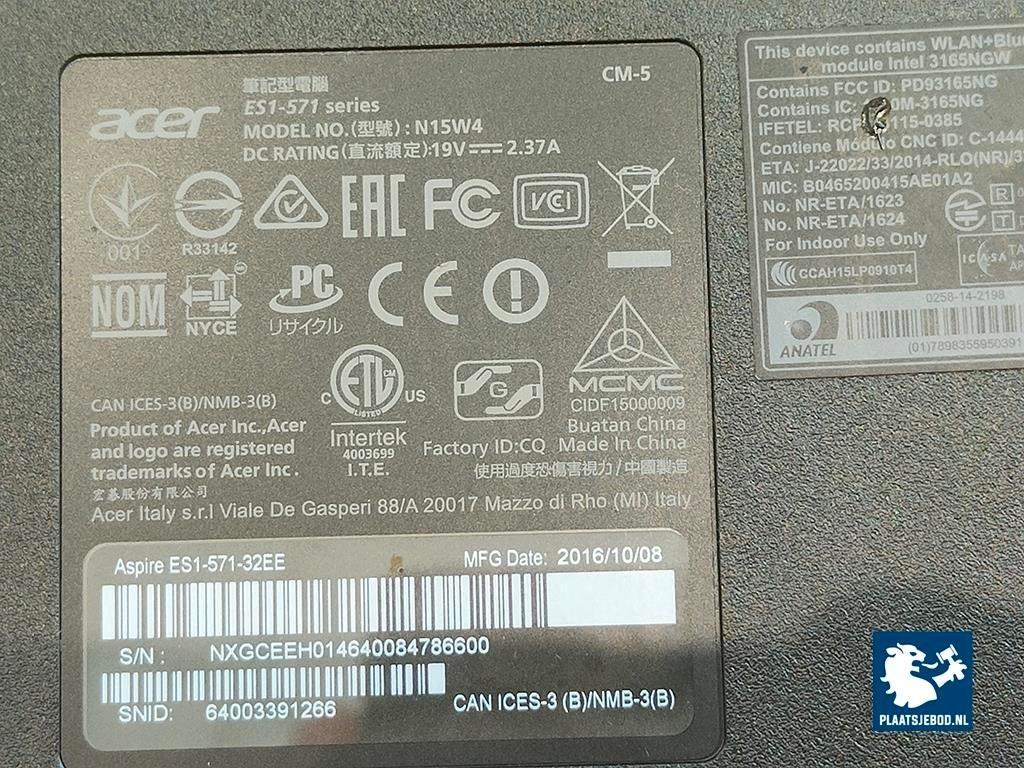 筆記型電腦
CM-5
acer
ES1-571 series
MODEL NO.(型號):N15W4
DC RATING(直流額定):19V 2.37A
001
R33142
EAC
FC
VCI
NOM
NYCE
PC
リサイクル
CE
CAN ICES-3(B)/NMB-3(B)
Product of Acer Inc.,Acer
and logo are registered
trademarks of Acer Inc.
宏碁股份有限公司
C ETL CM US
LISTED
Intertek
4003699
I.T.E.
G
Factory ID:CQ
MCMC
CIDF15000009
Buatan China
Made In China
使用過度恐傷害視力/中國製造
Acer Italy s.r.l Viale De Gasperi 88/A 20017 Mazzo di Rho (MI) Italy
Aspire ES1-571-32EE
MFG Date: 2016/10/08
S/N: NXGCEEH014640084786600
SNID: 64003391266
CAN ICES-3 (B)/NMB-3(B)
This device contains WLAN+Blu
module Intel 3165NGW
Contains FCC ID: PD93165NG
Contains IC: 0M-3165NG
IFETEL: RCP 115-0385
Contiene Módulo CNC ID: C-1444
ETA: J-22022/33/2014-RLO(NR)/3
MIC: B0465200415AE01A2
No. NR-ETA/1623
No. NR-ETA/1624
For Indoor Use Only
R
T
CCAH15LP0910T4
ICASA
0258-14-2198
ANATEL
(01)7898355950391
PLAATSJEBOD.NL